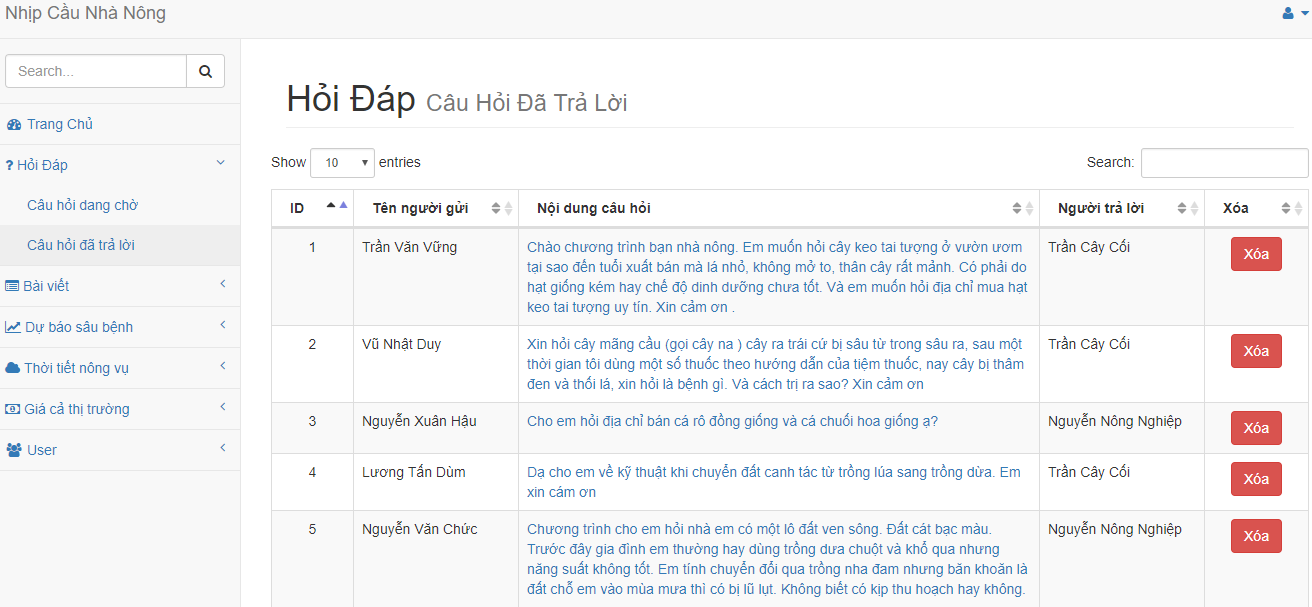 Nhịp Cầu Nhà Nông
Search...
Trang Chủ
? Hỏi Đáp
Câu hỏi dang chờ
Câu hỏi đã trả lời
Bài viết
Dự báo sâu bệnh
Thời tiết nông vụ
Giá cả thị trường
User
Hỏi Đáp Câu Hỏi Đã Trả Lời
Show 10 entries
Search:
ID Tên người gửi Nội dung câu hỏi Người trả lời Xóa
1 Trần Văn Vững Chào chương trình bạn nhà nông. Em muốn hỏi cây keo tai tượng ở vườn ươm Trần Cây Cối Xóa
tại sao đến tuổi xuất bán mà lá nhỏ, không mở to, thân cây rất mảnh. Có phải do
hạt giống kém hay chế độ dinh dưỡng chưa tốt. Và em muốn hỏi địa chỉ mua hạt
keo tai tượng uy tín. Xin cảm ơn .
2 Vũ Nhật Duy Xin hỏi cây mãng cầu (gọi cây na ) cây ra trái cứ bị sâu từ trong sâu ra, sau một Trần Cây Cối Xóa
thời gian tôi dùng một số thuốc theo hướng dẫn của tiệm thuốc, nay cây bị thâm
đen và thối lá, xin hỏi là bệnh gì. Và cách trị ra sao? Xin cảm ơn
3 Nguyễn Xuân Hậu Cho em hỏi địa chỉ bán cá rô đồng giống và cá chuối hoa giống ạ? Nguyễn Nông Nghiệp Xóa
4 Lương Tấn Dùm Dạ cho em về kỹ thuật khi chuyển đất canh tác từ trồng lúa sang trồng dừa. Em Trần Cây Cối Xóa
xin cám ơn
5 Nguyễn Văn Chức Chương trình cho em hỏi nhà em có một lô đất ven sông. Đất cát bạc màu. Nguyễn Nông Nghiệp Xóa
Trước đây gia đình em thường hay dùng trồng dưa chuột và khổ qua nhưng
năng suất không tốt. Em tính chuyển đổi qua trồng nha đam nhưng băn khoăn là
đất chỗ em vào mùa mưa thì có bị lũ lụt. Không biết có kịp thu hoạch hay không.